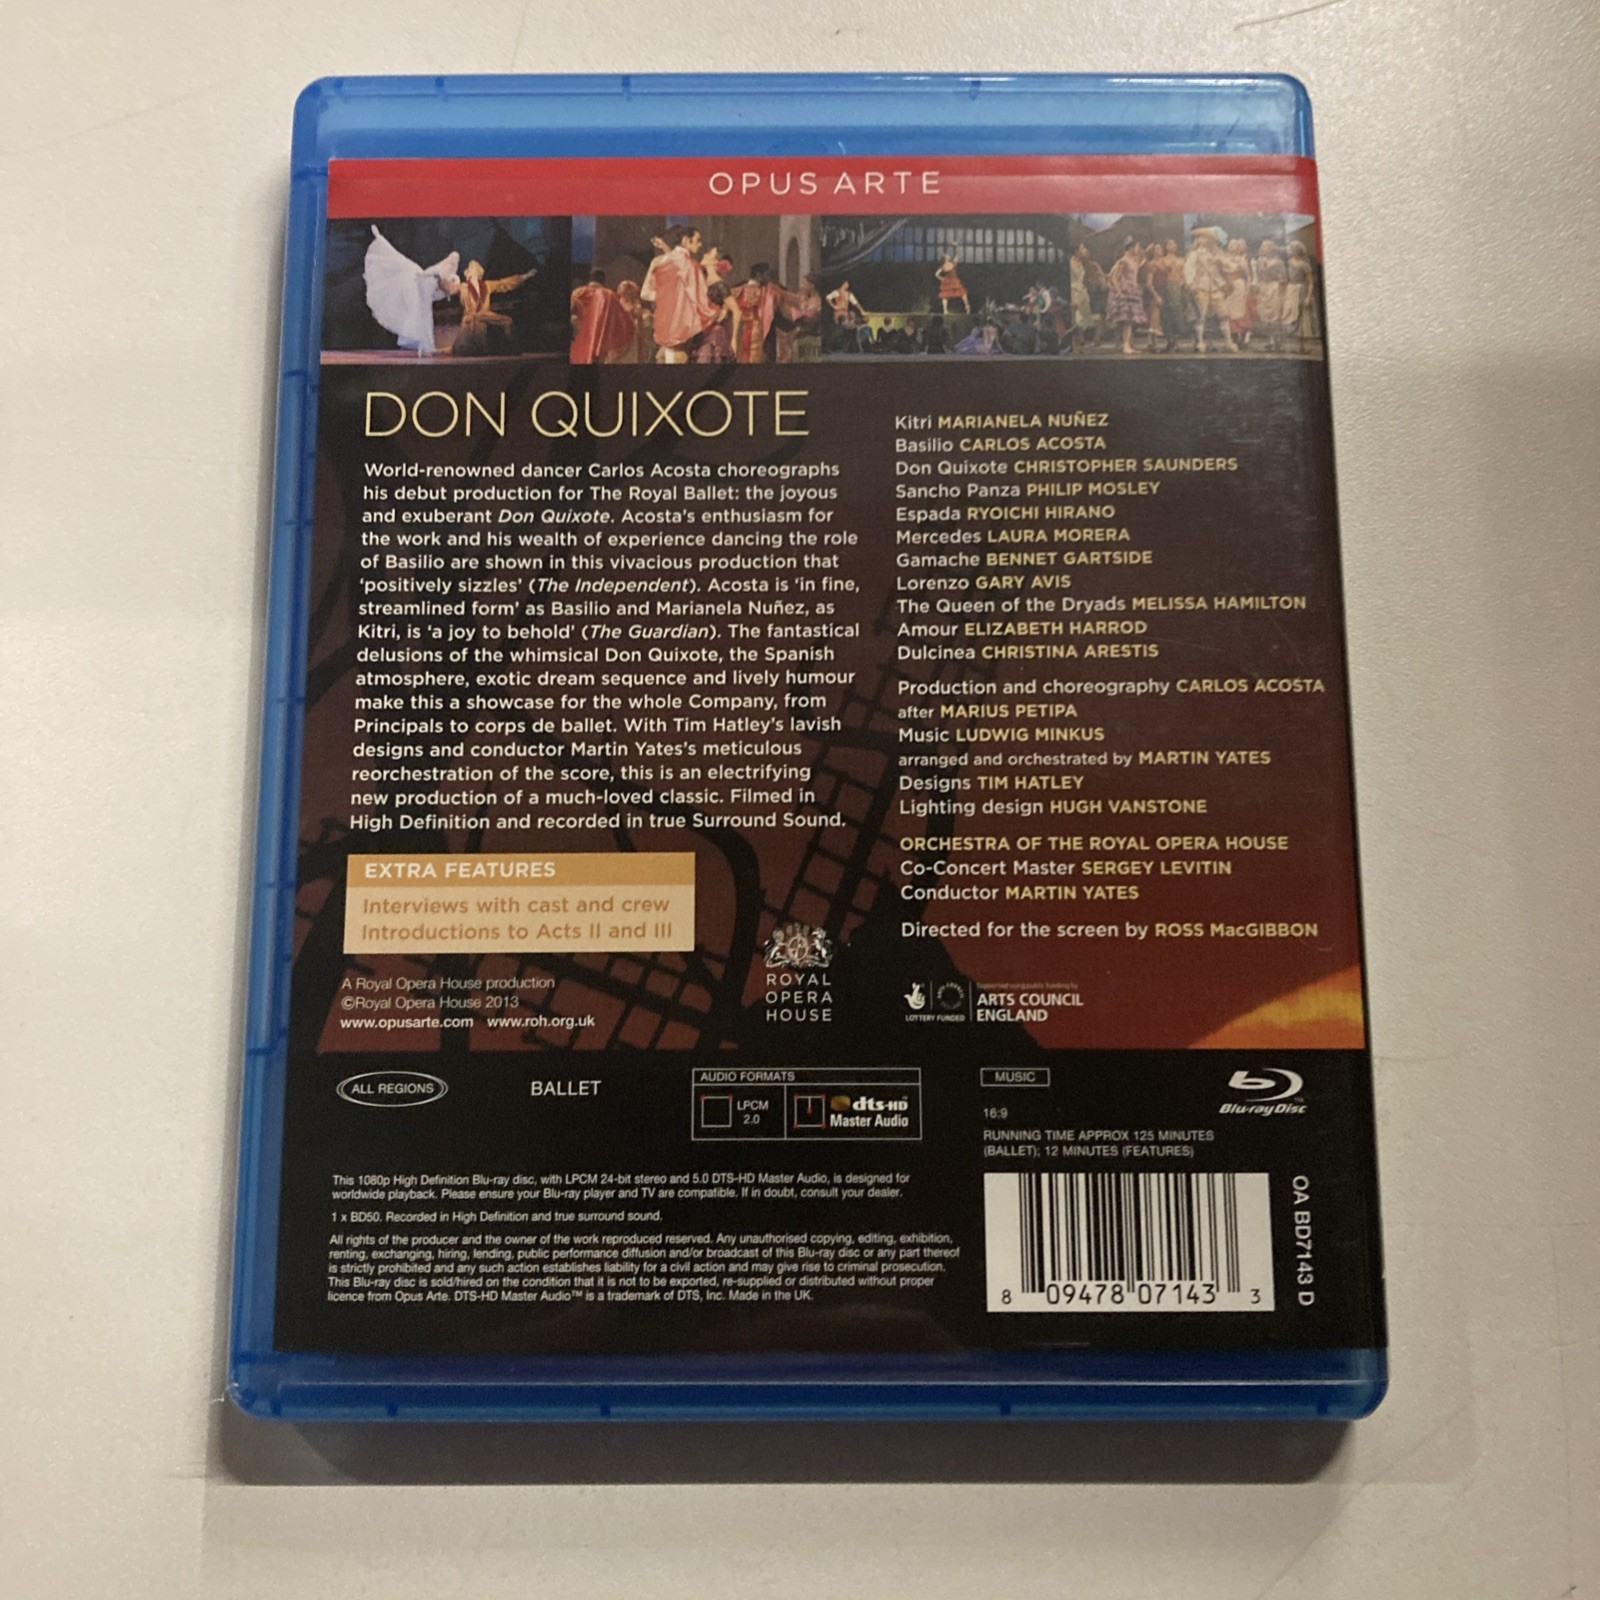 OPUS ARTE
DON QUIXOTE
World-renowned dancer Carlos Acosta choreographs
his debut production for The Royal Ballet: the joyous
and exuberant Don Quixote. Acosta's enthusiasm for
the work and his wealth of experience dancing the role
of Basilio are shown in this vivacious production that
'positively sizzles' (The Independent). Acosta is 'in fine,
streamlined form' as Basilio and Marianela Nuñez, as
Kitri, is 'a joy to behold' (The Guardian). The fantastical
delusions of the whimsical Don Quixote, the Spanish
atmosphere, exotic dream sequence and lively humour
make this a showcase for the whole Company, from
Principals to corps de ballet. With Tim Hatley's lavish
designs and conductor Martin Yates's meticulous
reorchestration of the score, this is an electrifying
new production of a much-loved classic. Filmed in
High Definition and recorded in true Surround Sound.
EXTRA FEATURES
Interviews with cast and crew
Introductions to Acts II and III
A Royal Opera House production
©Royal Opera House 2013
www.opusarte.com www.roh.org.uk
ROYAL
OPERA
HOUSE
Kitri MARIANELA NUÑEZ
Basilio CARLOS ACOSTA
Don Quixote CHRISTOPHER SAUNDERS
Sancho Panza PHILIP MOSLEY
Espada RYOICHI HIRANO
Mercedes LAURA MORERA
Gamache BENNET GARTSIDE
Lorenzo GARY AVIS
The Queen of the Dryads MELISSA HAMILTON
Amour ELIZABETH HARROD
Dulcinea CHRISTINA ARESTIS
Production and choreography CARLOS ACOSTA
after MARIUS PETIPA
Music LUDWIG MINKUS
arranged and orchestrated by MARTIN YATES
Designs TIM HATLEY
Lighting design HUGH VANSTONE
ORCHESTRA OF THE ROYAL OPERA HOUSE
Co-Concert Master SERGEY LEVITIN
Conductor MARTIN YATES
Directed for the screen by ROSS MacGIBBON
LOTTERY FUNDED
Supported using public funding by
ARTS COUNCIL
ENGLAND
ALL REGIONS
BALLET
AUDIO FORMATS
LPCM
2.0
dts-HD
Master Audio
MUSIC
16:9
Blu-ray Disc
RUNNING TIME APPROX 125 MINUTES
(BALLET); 12 MINUTES (FEATURES)
This 1080p High Definition Blu-ray disc, with LPCM 24-bit stereo and 5.0 DTS-HD Master Audio, is designed for
worldwide playback. Please ensure your Blu-ray player and TV are compatible. If in doubt, consult your dealer.
1 x BD50. Recorded in High Definition and true surround sound.
All rights of the producer and the owner of the work reproduced reserved. Any unauthorised copying, editing, exhibition,
renting, exchanging, hiring, lending, public performance diffusion and/or broadcast of this Blu-ray disc or any part thereof
is strictly prohibited and any such action establishes liability for a civil action and may give rise to criminal prosecution.
This Blu-ray disc is sold/hired on the condition that it is not to be exported, re-supplied or distributed without proper
licence from Opus Arte. DTS-HD Master Audio™ is a trademark of DTS, Inc. Made in the UK.
8 09478 07143 3
OA BD7143 D